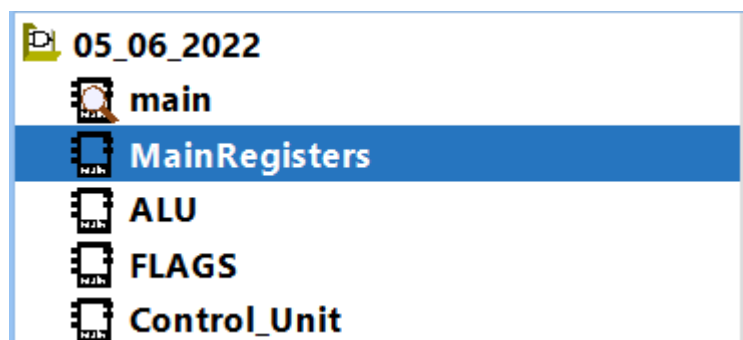 05_06_2022
main
MainRegisters
ALU
FLAGS
Control_Unit